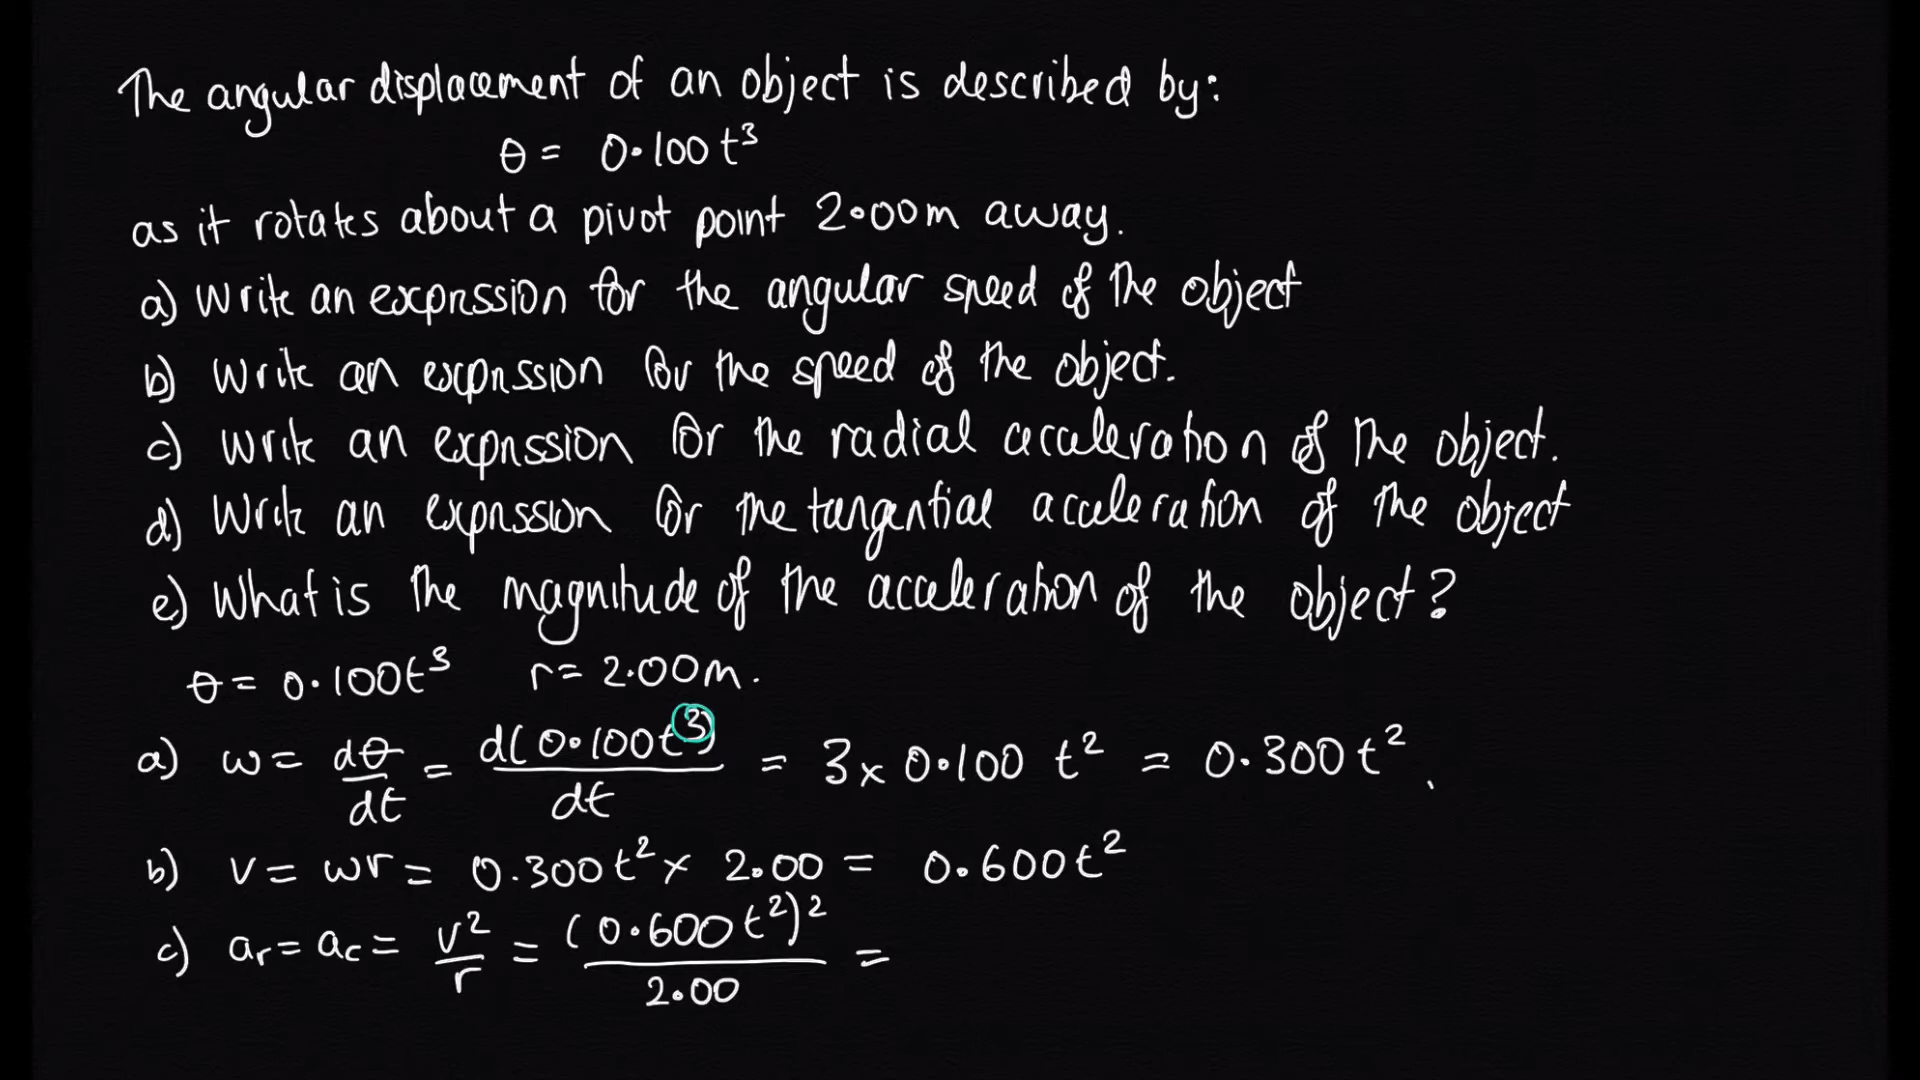 The angular displacement of an object is described by:
θ = 0.100 t³
as it rotates about a pivot point 2.00m away.
a) Write an expression for the angular speed of the object
b) Write an expression for the speed of the object.
c) Write an expression for the radial acceleration of the object.
d) Write an expression for the tangential acceleration of the object
e) What is the magnitude of the acceleration of the object?
θ = 0.100t³ r = 2.00m.
a) ω = dθ/dt = d(0.100t³)/dt = 3 x 0.100 t² = 0.300 t².
b) v = ωr = 0.300 t² x 2.00 = 0.600t²
c) ar = ac = v²/r = (0.600 t²)²/2.00 =